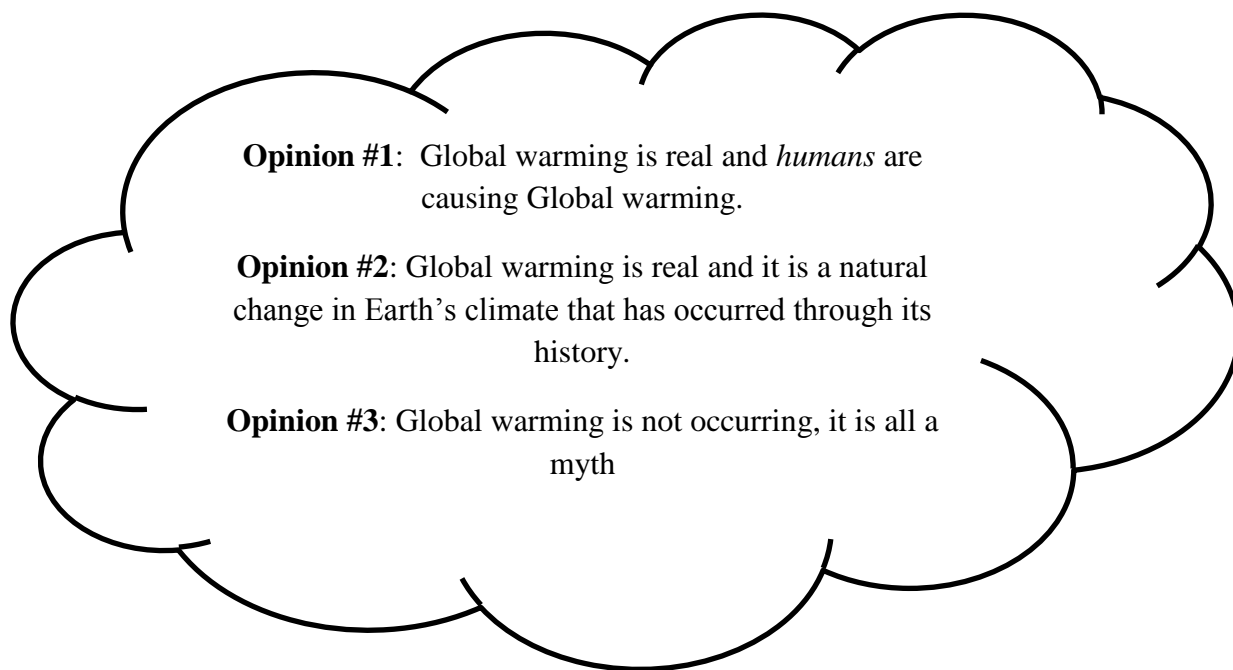 Opinion #1:  Global warming is real and humans are
causing Global warming.
Opinion #2: Global warming is real and it is a natural
change in Earth’s climate that has occurred through its
history.
Opinion #3: Global warming is not occurring, it is all a
myth